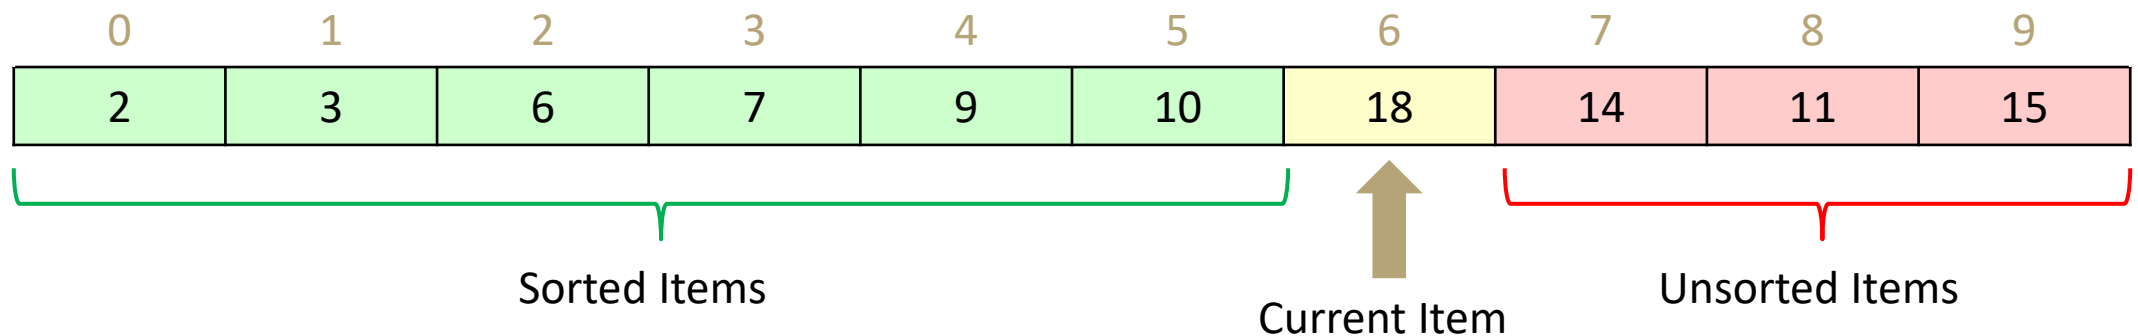 0 1 2 3 4 5 6 7 8 9
2 3 6 7 9 10 18 14 11 15
Sorted Items
Current Item
Unsorted Items